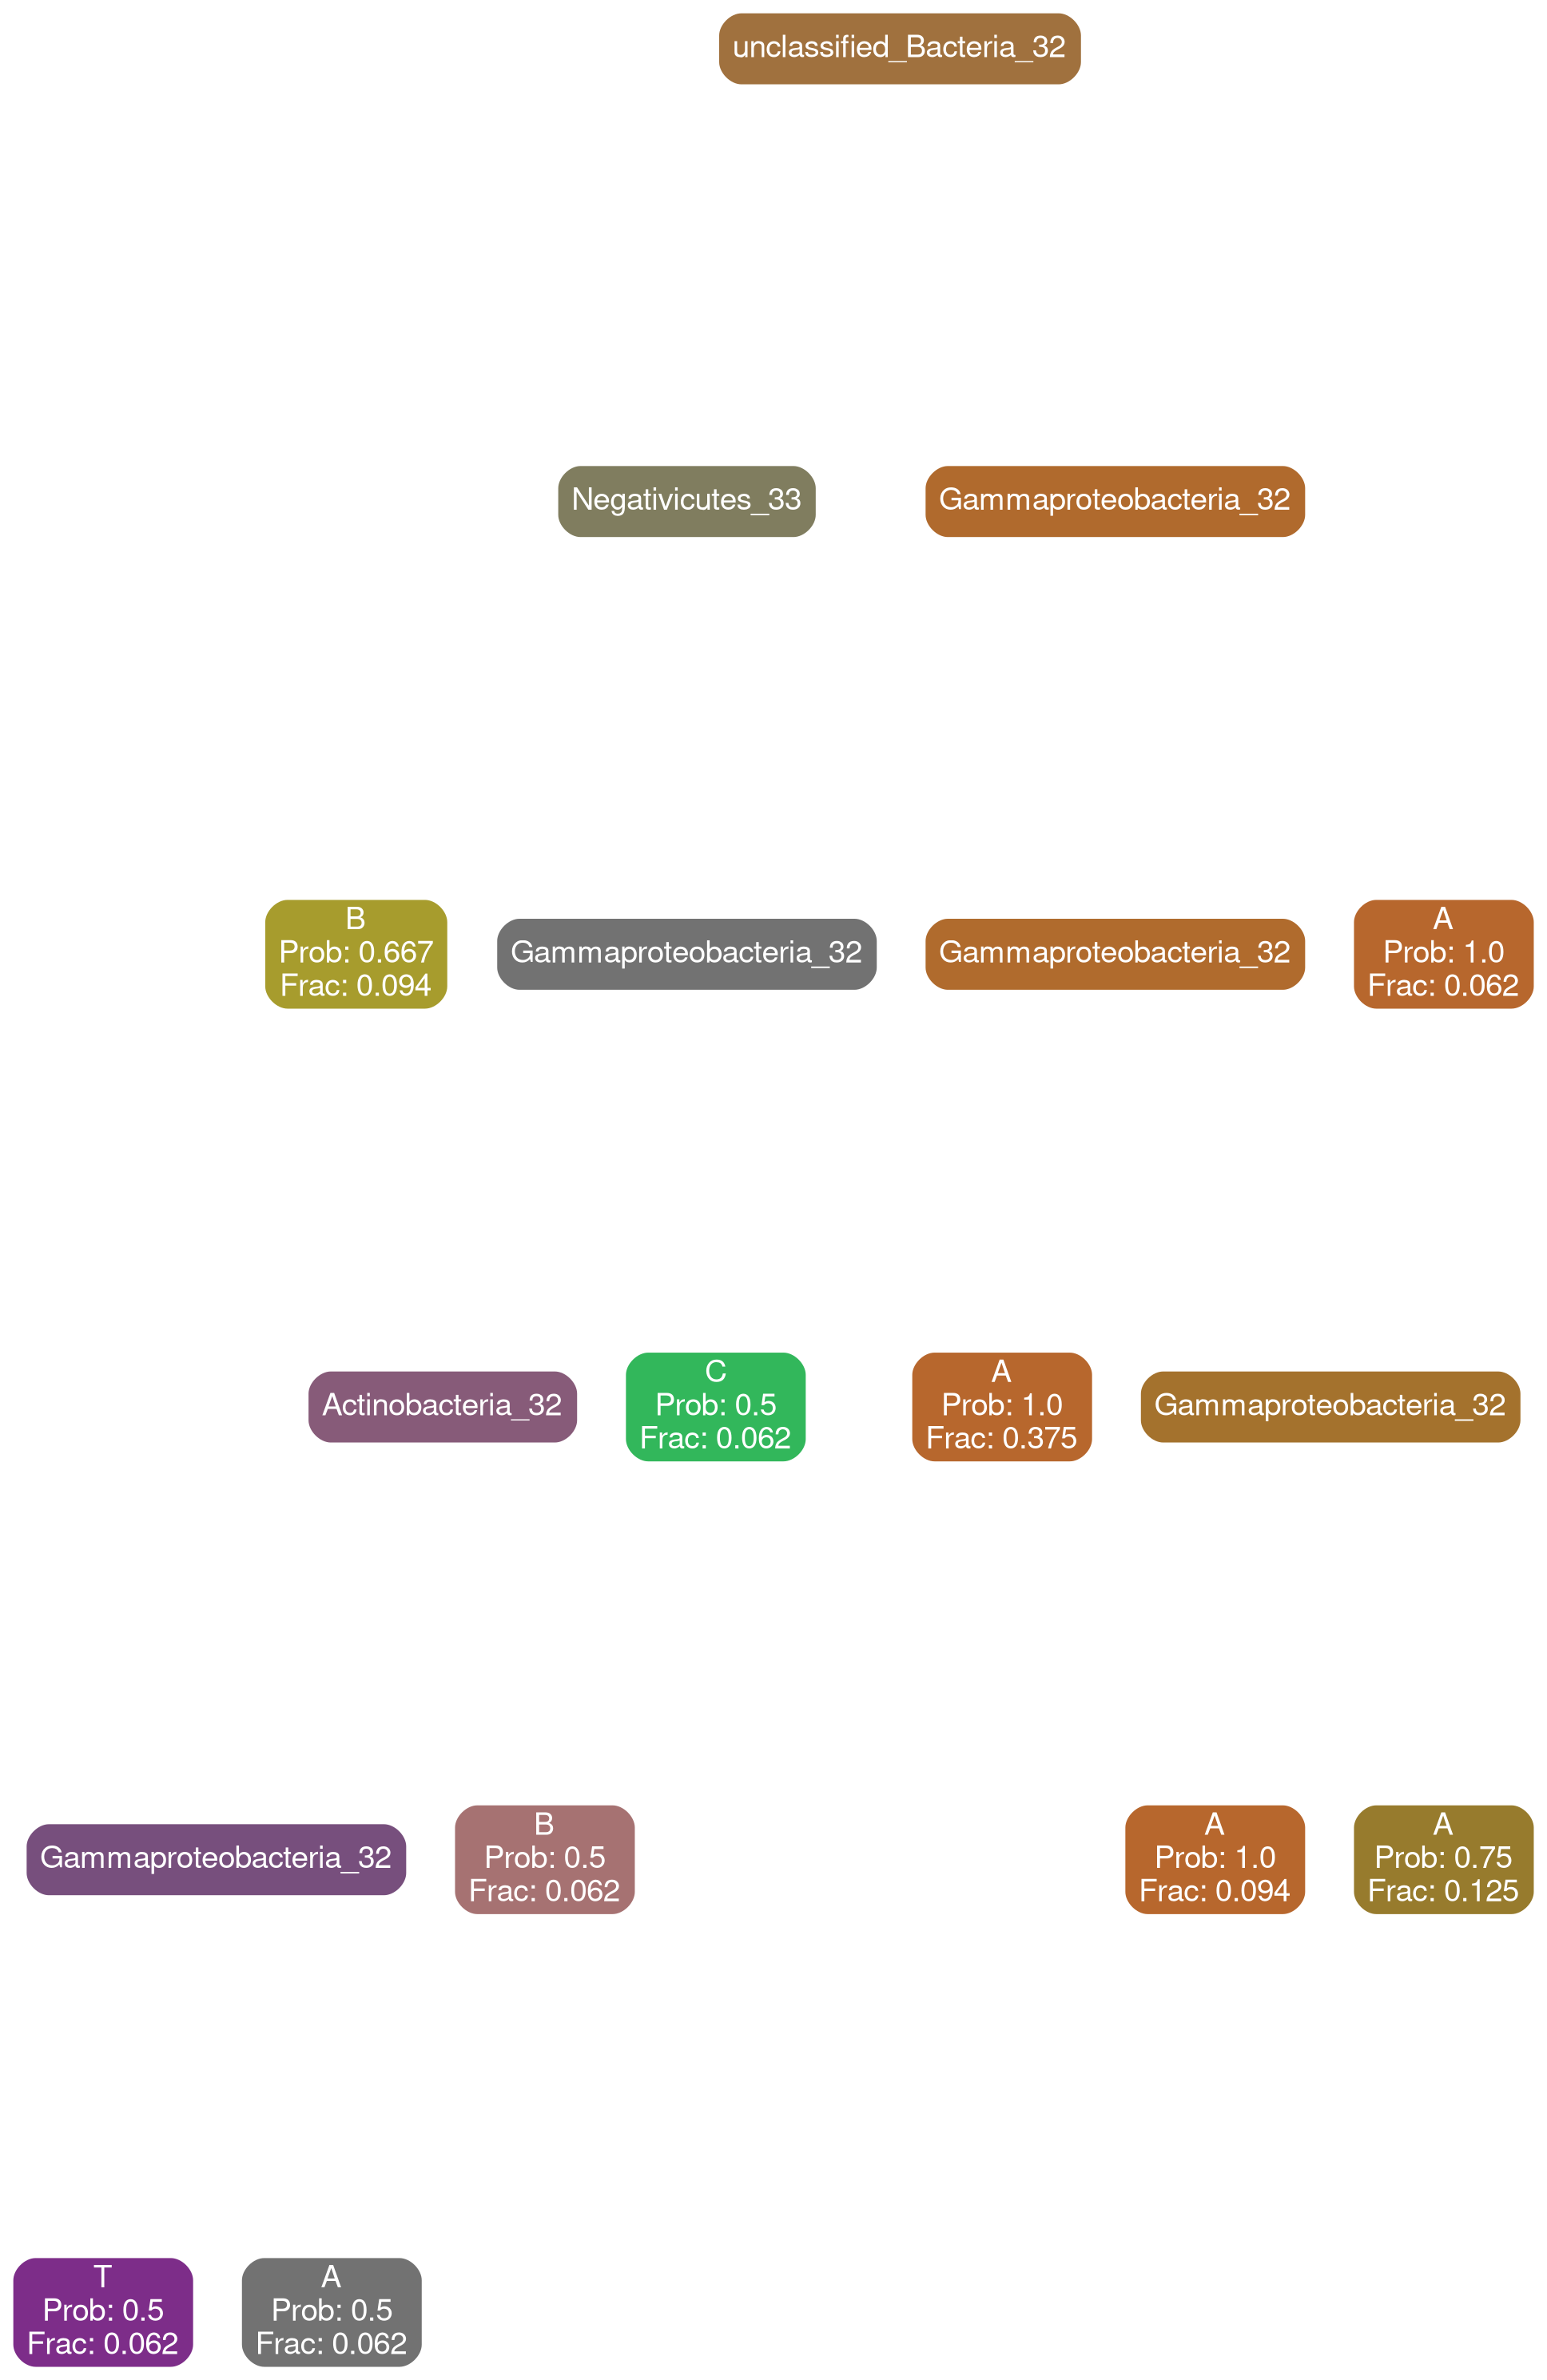 unclassified_Bacteria_32
Negativicutes_33
Gammaproteobacteria_32
B
Prob: 0.667
Frac: 0.094
Gammaproteobacteria_32
Gammaproteobacteria_32
A
Prob: 1.0
Frac: 0.062
Actinobacteria_32
C
Prob: 0.5
Frac: 0.062
A
Prob: 1.0
Frac: 0.375
Gammaproteobacteria_32
Gammaproteobacteria_32
B
Prob: 0.5
Frac: 0.062
A
Prob: 1.0
Frac: 0.094
A
Prob: 0.75
Frac: 0.125
T
Prob: 0.5
Frac: 0.062
A
Prob: 0.5
Frac: 0.062